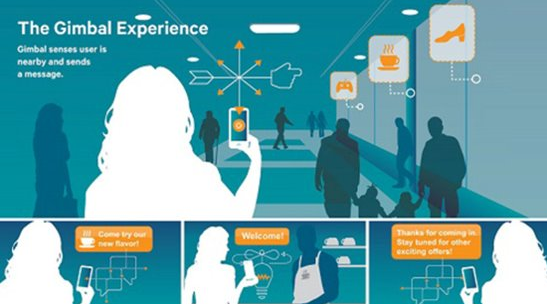 The Gimbal Experience
Gimbal senses user is
nearby and sends
a message.
Come try our
new flavor!
Welcome!
Thanks for coming in.
Stay tuned for other
exciting offers!